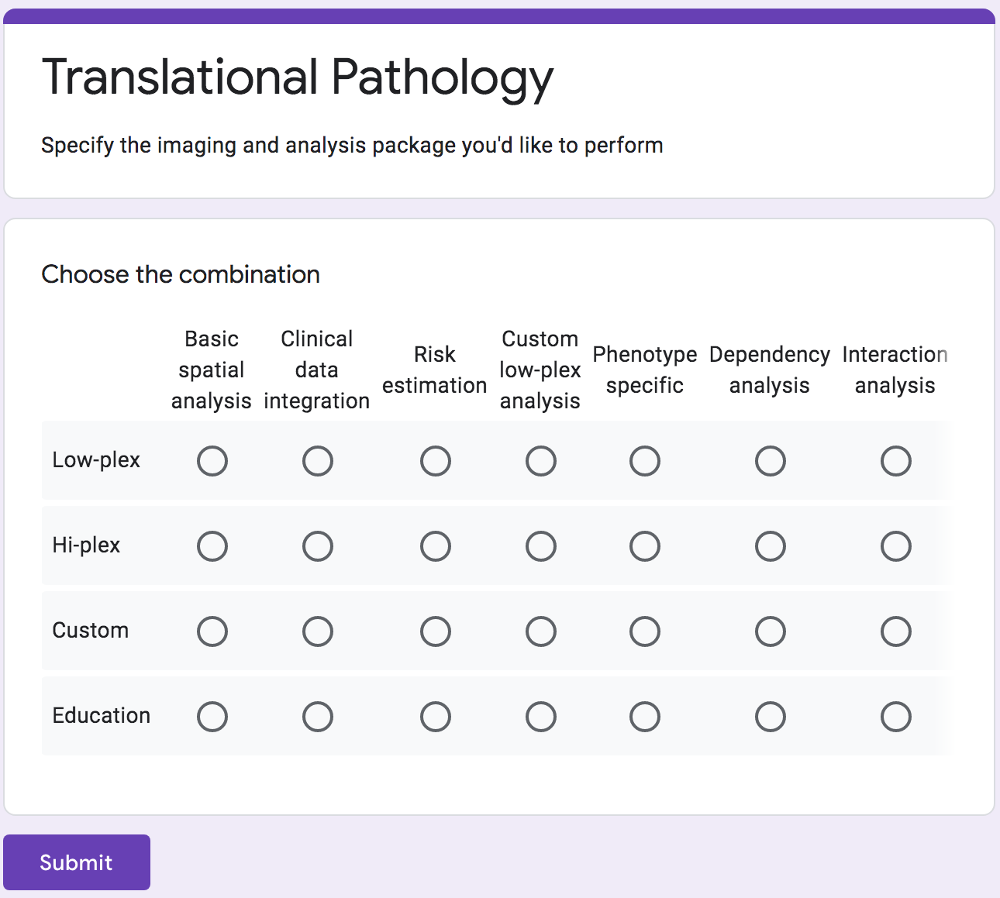 Translational Pathology
Specify the imaging and analysis package you'd like to perform
Choose the combination
Basic spatial analysis
Clinical data integration
Risk estimation
Custom low-plex analysis
Phenotype specific
Dependency analysis
Interaction analysis
Low-plex
Hi-plex
Custom
Education
Submit